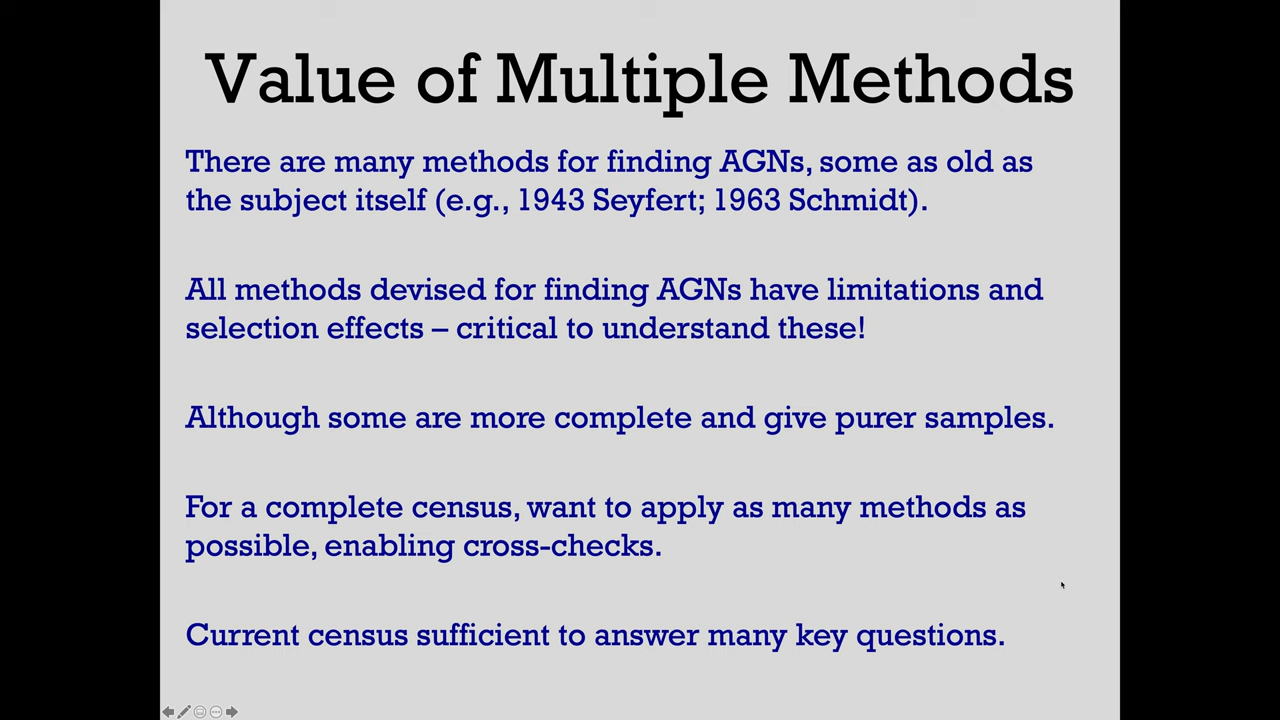 Value of Multiple Methods
There are many methods for finding AGNs, some as old as
the subject itself (e.g., 1943 Seyfert; 1963 Schmidt).
All methods devised for finding AGNs have limitations and
selection effects – critical to understand these!
Although some are more complete and give purer samples.
For a complete census, want to apply as many methods as
possible, enabling cross-checks.
Current census sufficient to answer many key questions.